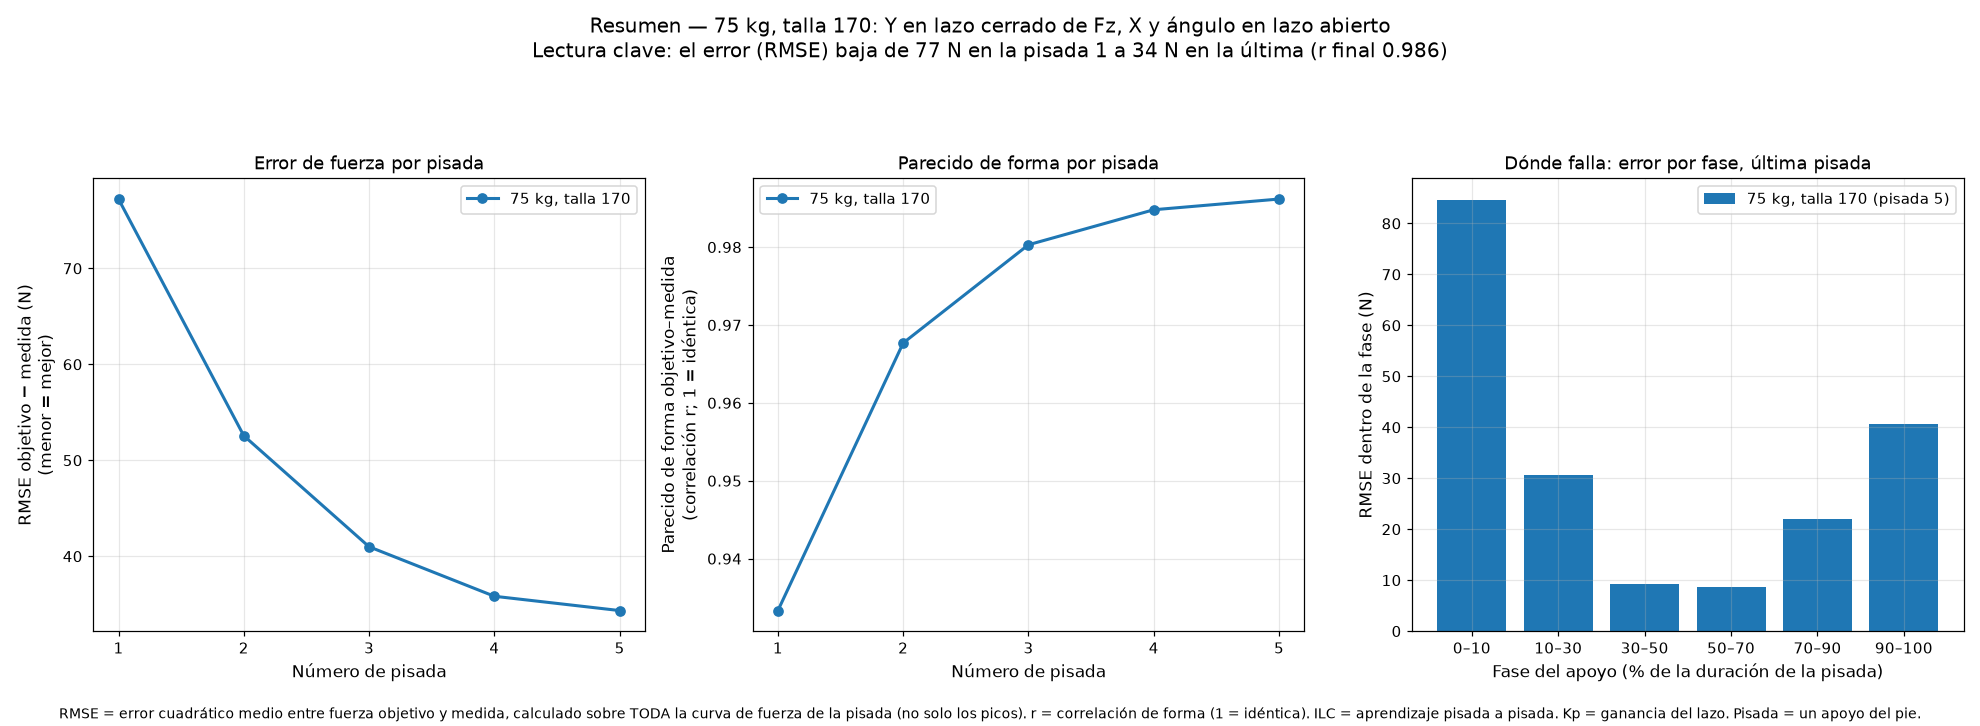 Resumen — 75 kg, talla 170: Y en lazo cerrado de Fz, X y ángulo en lazo abierto
Lectura clave: el error (RMSE) baja de 77 N en la pisada 1 a 34 N en la última (r final 0.986)
Error de fuerza por pisada
75 kg, talla 170
RMSE objetivo − medida (N)
(menor = mejor)
70
60
50
40
1
2
3
4
5
Número de pisada
Parecido de forma por pisada
75 kg, talla 170
Parecido de forma objetivo–medida
(correlación r; 1 = idéntica)
0.98
0.97
0.96
0.95
0.94
1
2
3
4
5
Número de pisada
Dónde falla: error por fase, última pisada
75 kg, talla 170 (pisada 5)
RMSE dentro de la fase (N)
80
70
60
50
40
30
20
10
0
0–10
10–30
30–50
50–70
70–90
90–100
Fase del apoyo (% de la duración de la pisada)
RMSE = error cuadrático medio entre fuerza objetivo y medida, calculado sobre TODA la curva de fuerza de la pisada (no solo los picos). r = correlación de forma (1 = idéntica). ILC = aprendizaje pisada a pisada. Kp = ganancia del lazo. Pisada = un apoyo del pie.